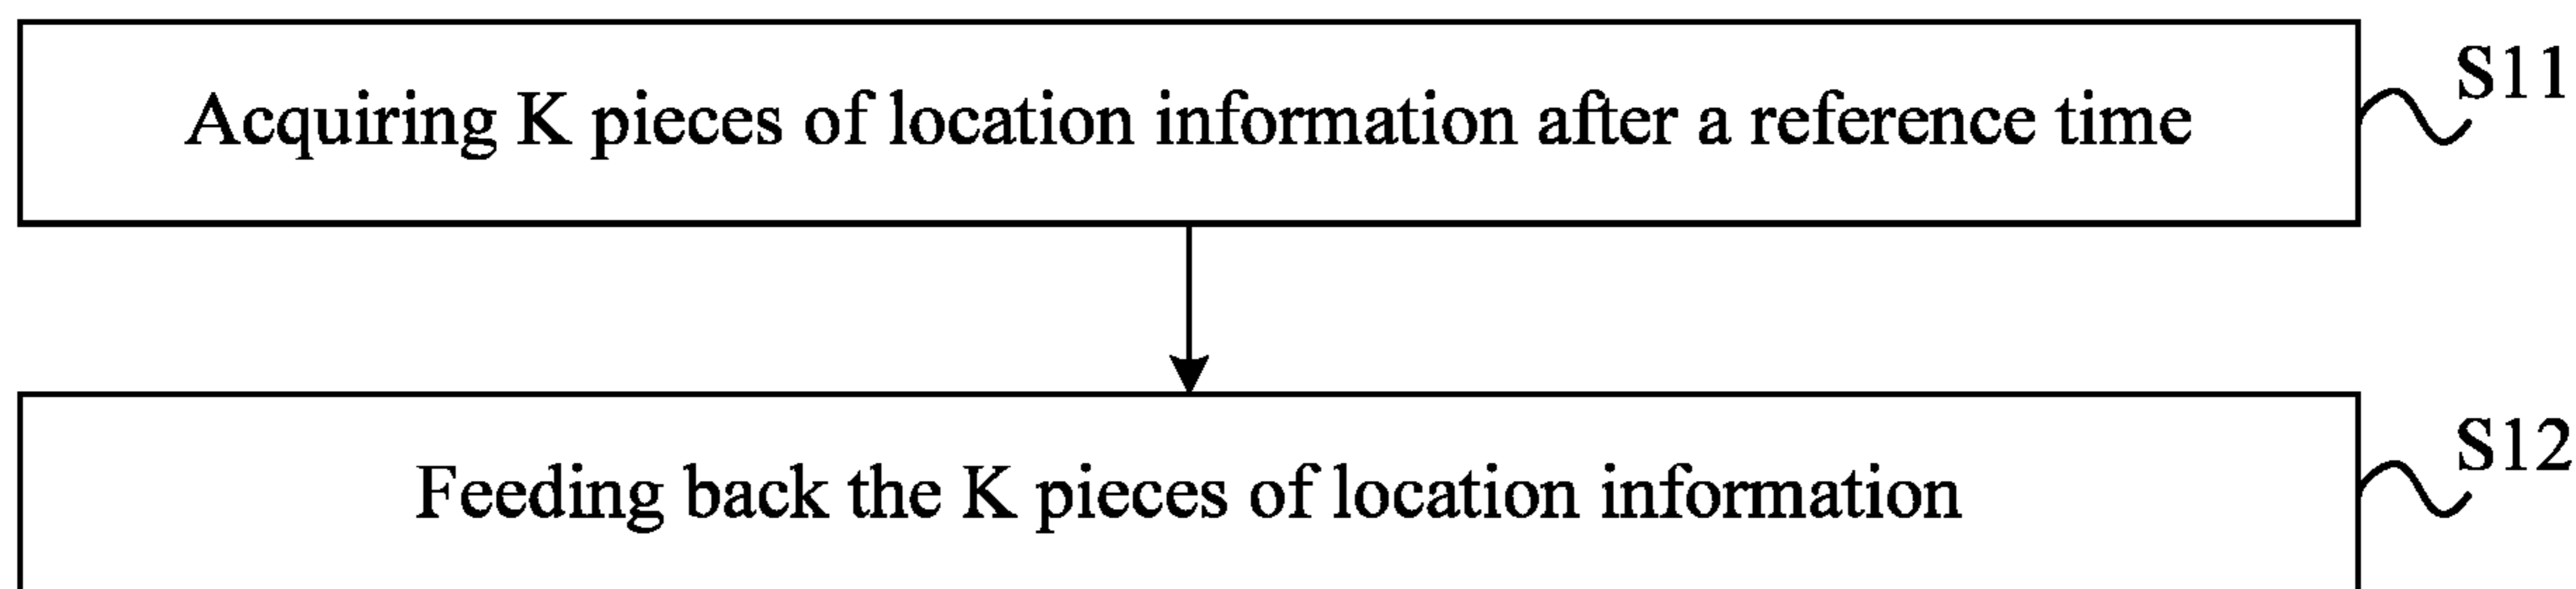 Acquiring K pieces of location information after a reference time
S11
Feeding back the K pieces of location information
S12